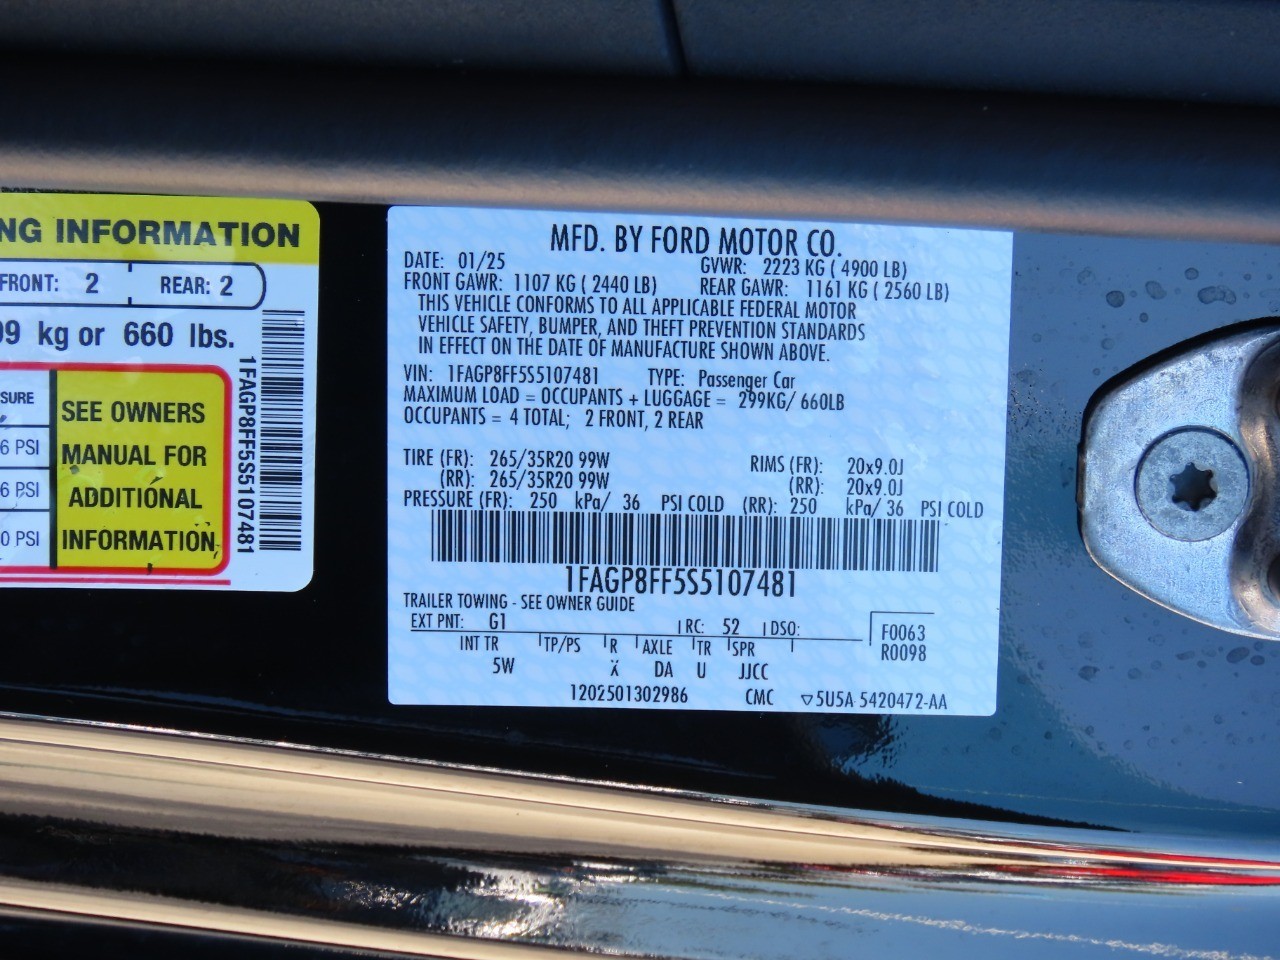 NG INFORMATION
FRONT: 2 REAR: 2
99 kg or 660 lbs.
SURE
6 PSI
6 PSI
0 PSI
SEE OWNERS
MANUAL FOR
ADDITIONAL
INFORMATION
1FAGP8FF5S5107481
MFD. BY FORD MOTOR CO.
DATE: 01/25 GVWR: 2223 KG ( 4900 LB)
FRONT GAWR: 1107 KG ( 2440 LB) REAR GAWR: 1161 KG ( 2560 LB)
THIS VEHICLE CONFORMS TO ALL APPLICABLE FEDERAL MOTOR
VEHICLE SAFETY, BUMPER, AND THEFT PREVENTION STANDARDS
IN EFFECT ON THE DATE OF MANUFACTURE SHOWN ABOVE.
VIN: 1FAGP8FF5S5107481 TYPE: Passenger Car
MAXIMUM LOAD = OCCUPANTS + LUGGAGE = 299KG/ 660LB
OCCUPANTS = 4 TOTAL; 2 FRONT, 2 REAR
TIRE (FR): 265/35R20 99W RIMS (FR): 20x9.0J
(RR): 265/35R20 99W (RR): 20x9.0J
PRESSURE (FR): 250 kPa/ 36 PSI COLD (RR): 250 kPa/ 36 PSI COLD
1FAGP8FF5S5107481
TRAILER TOWING - SEE OWNER GUIDE
EXT PNT: G1 RC: 52 DSO:
F0063
R0098
INT TR TP/PS R AXLE TR SPR
5W X DA U JJCC
1202501302986 CMC ▽5U5A-5420472-AA